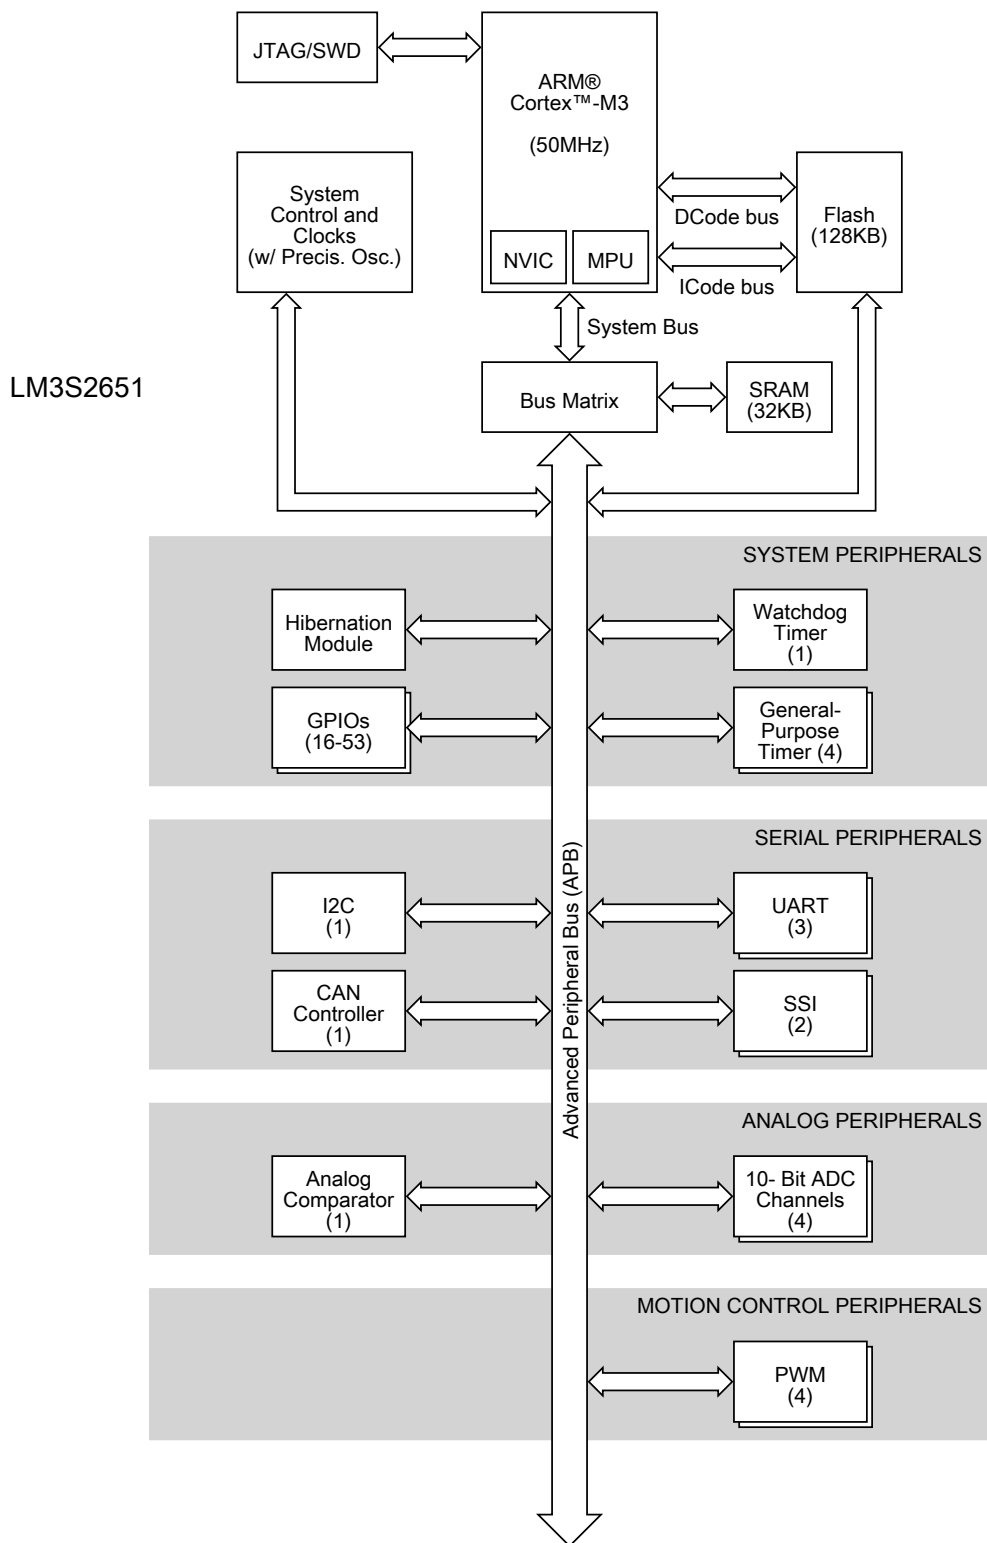 JTAG/SWD
ARM®
Cortex™-M3
(50MHz)
NVIC
MPU
System
Control and
Clocks
(w/ Precis. Osc.)
DCode bus
ICode bus
Flash
(128KB)
System Bus
LM3S2651
Bus Matrix
SRAM
(32KB)
SYSTEM PERIPHERALS
Hibernation
Module
Watchdog
Timer
(1)
GPIOs
(16-53)
General-
Purpose
Timer (4)
Advanced Peripheral Bus (APB)
SERIAL PERIPHERALS
I2C
(1)
UART
(3)
CAN
Controller
(1)
SSI
(2)
ANALOG PERIPHERALS
Analog
Comparator
(1)
10- Bit ADC
Channels
(4)
MOTION CONTROL PERIPHERALS
PWM
(4)